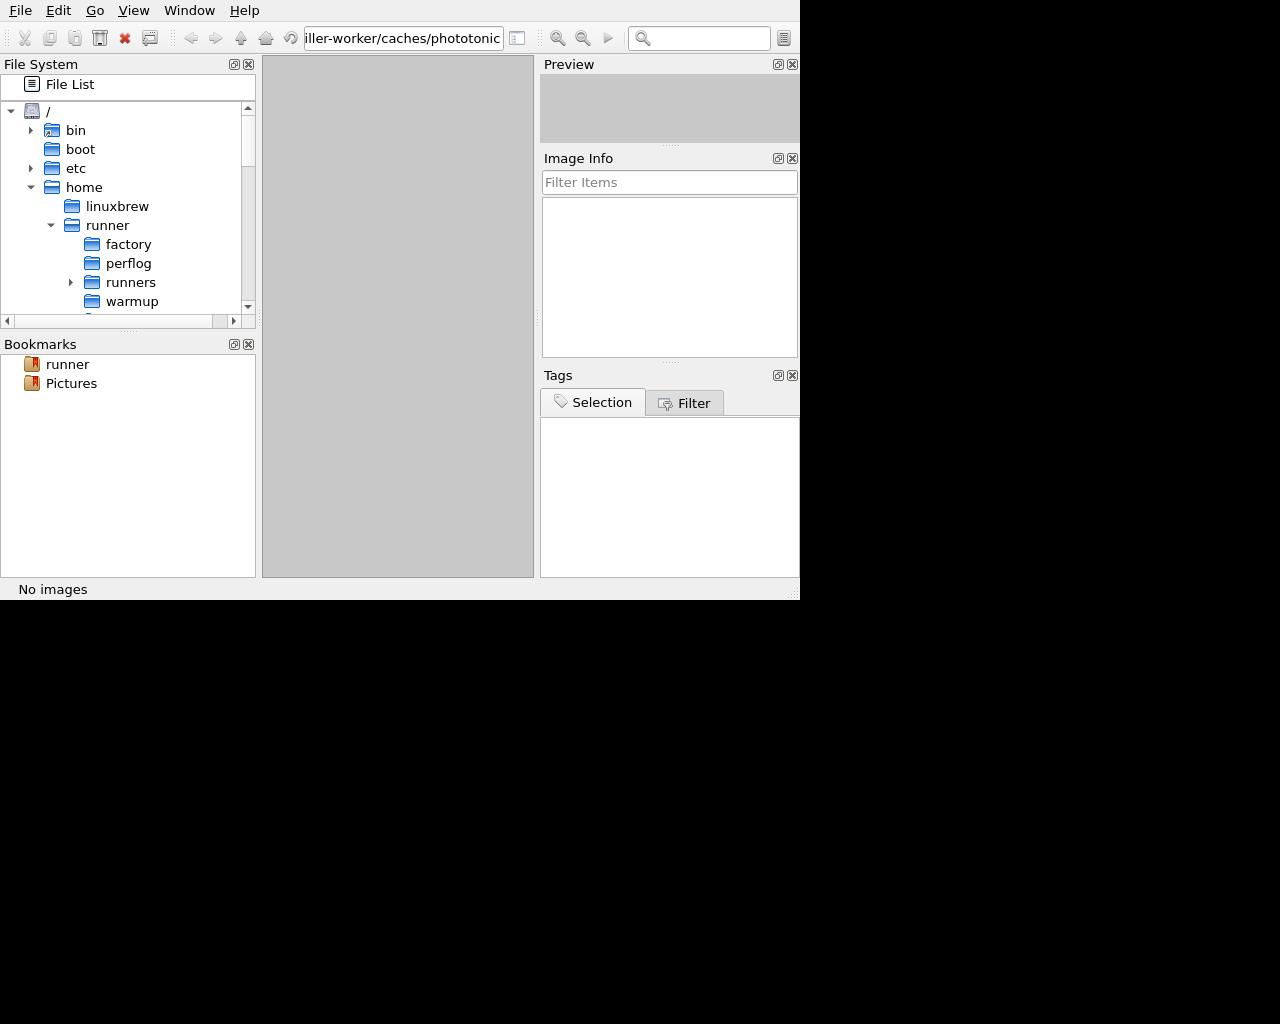 File Edit Go View Window Help
iller-worker/caches/phototonic
File System
File List
/
bin
boot
etc
home
linuxbrew
runner
factory
perflog
runners
warmup
Bookmarks
runner
Pictures
Preview
Image Info
Filter Items
Tags
Selection Filter
No images